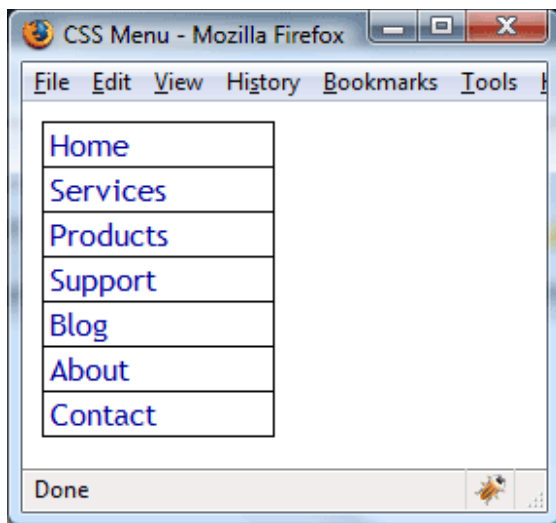 CSS Menu - Mozilla Firefox
File Edit View History Bookmarks Tools
Home
Services
Products
Support
Blog
About
Contact
Done